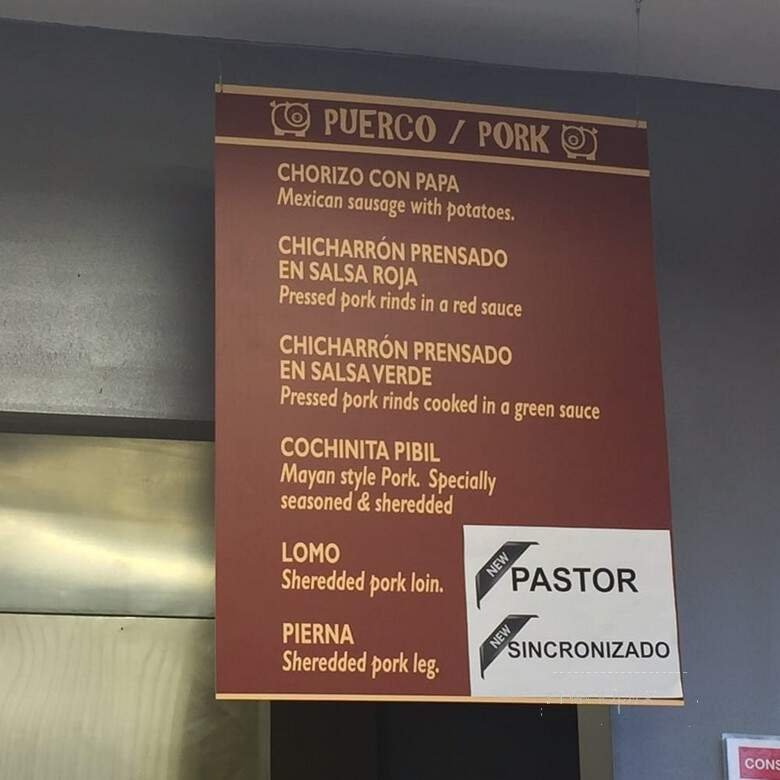 PUERCO / PORK
CHORIZO CON PAPA
Mexican sausage with potatoes.
CHICHARRÓN PRENSADO
EN SALSA ROJA
Pressed pork rinds in a red sauce
CHICHARRÓN PRENSADO
EN SALSA VERDE
Pressed pork rinds cooked in a green sauce
COCHINITA PIBIL
Mayan style Pork. Specially
seasoned & sheredded
LOMO
Sheredded pork loin.
PIERNA
Sheredded pork leg.
NEW PASTOR
NEW SINCRONIZADO